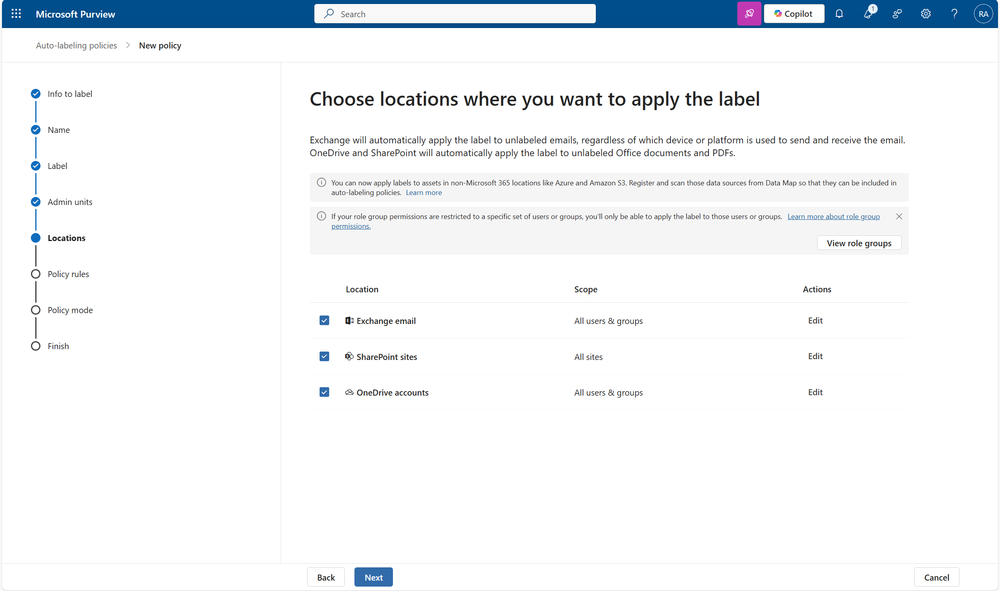 Microsoft Purview
Search
Copilot
1
RA
Auto-labeling policies
New policy
Info to label
Name
Label
Admin units
Locations
Policy rules
Policy mode
Finish
Choose locations where you want to apply the label
Exchange will automatically apply the label to unlabeled emails, regardless of which device or platform is used to send and receive the email.
OneDrive and SharePoint will automatically apply the label to unlabeled Office documents and PDFs.
You can now apply labels to assets in non-Microsoft 365 locations like Azure and Amazon S3. Register and scan those data sources from Data Map so that they can be included in
auto-labeling policies. Learn more
If your role group permissions are restricted to a specific set of users or groups, you'll only be able to apply the label to those users or groups. Learn more about role group
permissions.
View role groups
Location Scope Actions
Exchange email All users & groups Edit
SharePoint sites All sites Edit
OneDrive accounts All users & groups Edit
Back Next Cancel